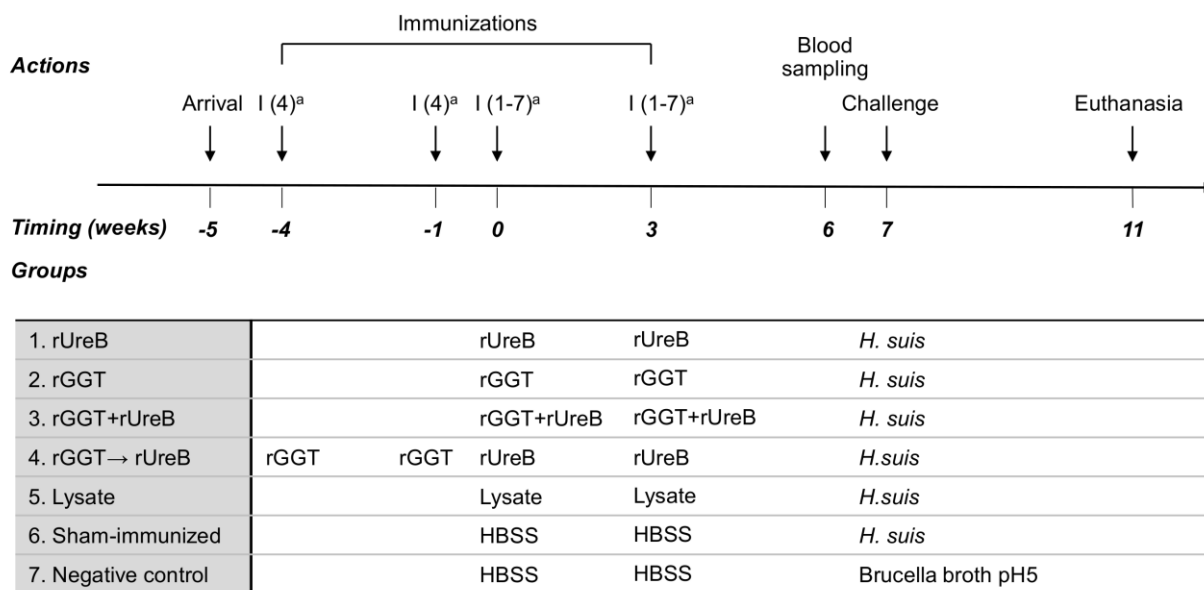 Immunizations
Actions
Blood
sampling
Arrival I (4)ᵃ I (4)ᵃ I (1-7)ᵃ I (1-7)ᵃ Challenge Euthanasia
Timing (weeks) -5 -4 -1 0 3 6 7 11
Groups
1. rUreB rUreB rUreB H. suis
2. rGGT rGGT rGGT H. suis
3. rGGT+rUreB rGGT+rUreB rGGT+rUreB H. suis
4. rGGT→ rUreB rGGT rGGT rUreB rUreB H.suis
5. Lysate Lysate Lysate H.suis
6. Sham-immunized HBSS HBSS H. suis
7. Negative control HBSS HBSS Brucella broth pH5